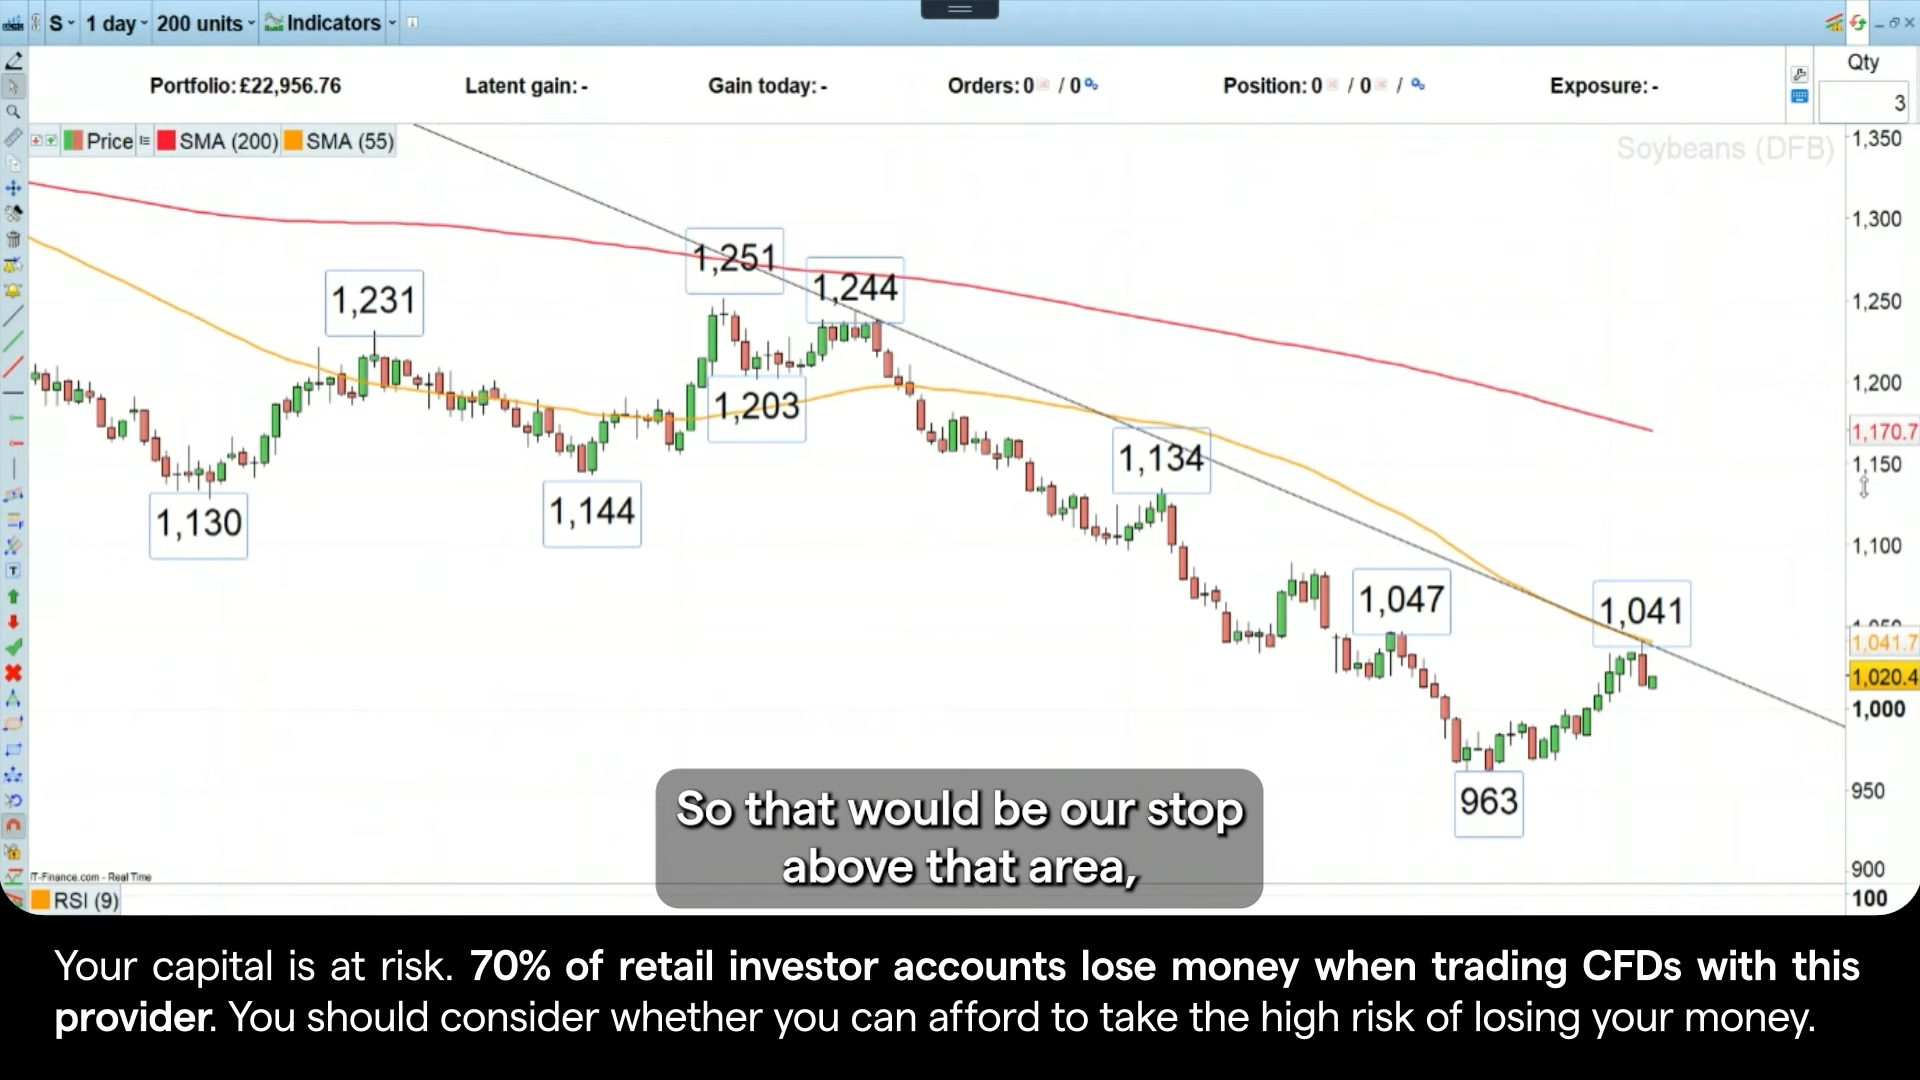 S 1 day 200 units Indicators
Qty
Portfolio: £22,956.76 Latent gain: - Gain today: - Orders: 0 / 0 Position: 0 / 0 / Exposure: -
3
Price SMA (200) SMA (55)
Soybeans (DFB)
1,350
1,300
1,251
1,244
1,231
1,250
1,200
1,203
1,170.7
1,134
1,150
1,144
1,130
1,100
1,047
1,041
1,050
1,041.7
1,020.4
1,000
963
950
So that would be our stop
above that area,
900
IT-Finance.com - Real Time
RSI (9)
100
Your capital is at risk. 70% of retail investor accounts lose money when trading CFDs with this
provider. You should consider whether you can afford to take the high risk of losing your money.